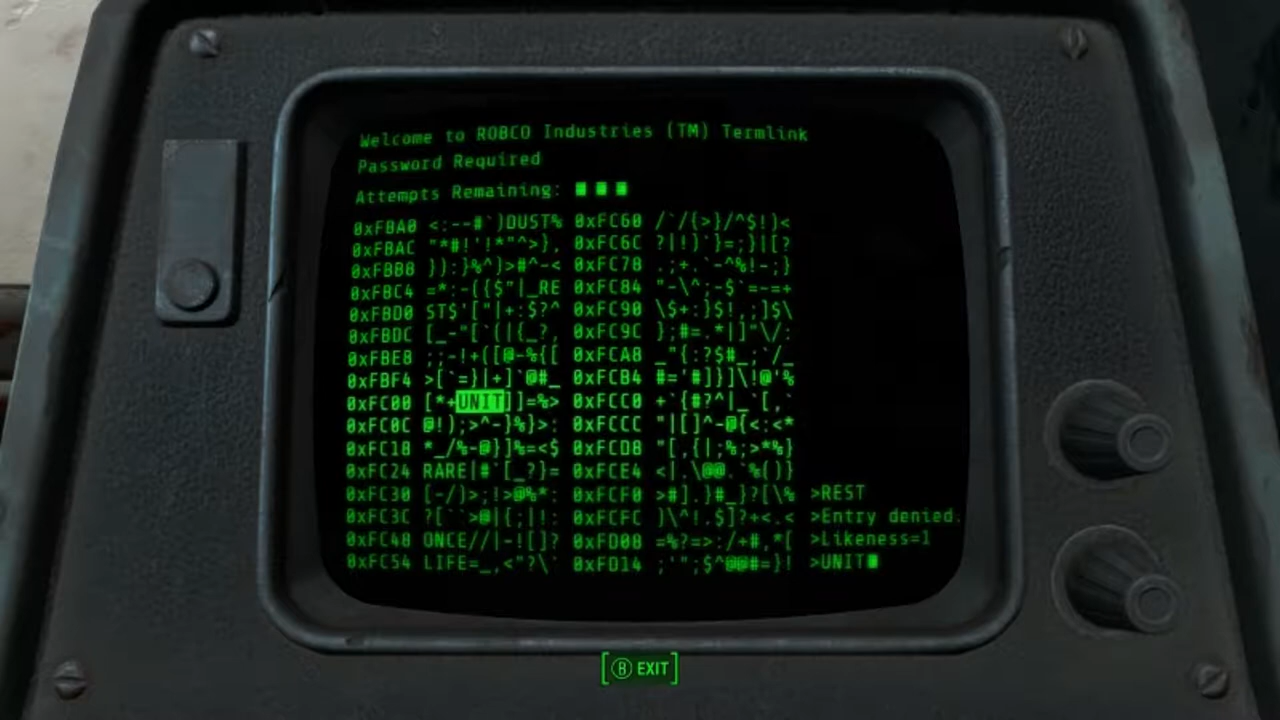 Welcome to ROBCO Industries (TM) Termlink
Password Required
Attempts Remaining: ■ ■ ■
0xFBA0 <:--#`)DUST% 0xFC60 /`/{>}/^$!)<
0xFBAC "*#!'!*"^>}, 0xFC6C ?|!)`}=;}|[?
0xFBB8 )):}%^)>#^-< 0xFC78 .;+.`-^%!-;}
0xFBC4 =*:-({$"|_RE 0xFC84 "-\^;-$`=-=+
0xFBD0 ST$'["|+:$?^ 0xFC90 \$+:}$!,;]$\
0xFBDC [_-"[`(|{_?, 0xFC9C };#=.*|]"\/:
0xFBE8 ;;-!+([@-%{[ 0xFCA8 _"{:?$#_;`/_
0xFBF4 >[`=}|+]`@#_ 0xFCB4 #='#]}]\!@'%
0xFC00 [*+UNIT]]=%> 0xFCC0 +`{#?^|_`[,`
0xFC0C @!);>^-}%}>: 0xFCCC "|[]^-@{<:<*
0xFC18 *_/%-@}]%=<$ 0xFCD8 "[,{|;%;>*%}
0xFC24 RARE|#`[_?}= 0xFCE4 <|.\@@.`%()}
0xFC30 [-/)>;!>@%*: 0xFCF0 >#].}#_}?[\% >REST
0xFC3C ?[``>@|{;|!: 0xFCFC )\^!.$]?+<.< >Entry denied.
0xFC48 ONCE//|-![]? 0xFD08 =%?=>:/+#,*[ >Likeness=1
0xFC54 LIFE=_,<"?\` 0xFD14 ;'";$^@@#=}! >UNIT■
[Ⓑ EXIT]